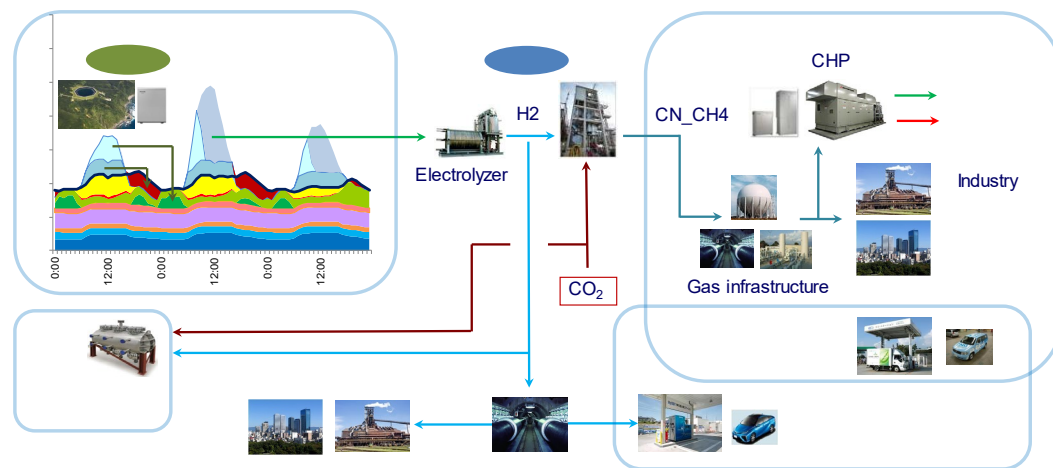 CHP
H2
CN_CH4
Electrolyzer
Industry
CO₂
Gas infrastructure
0:00
12:00
0:00
12:00
0:00
12:00